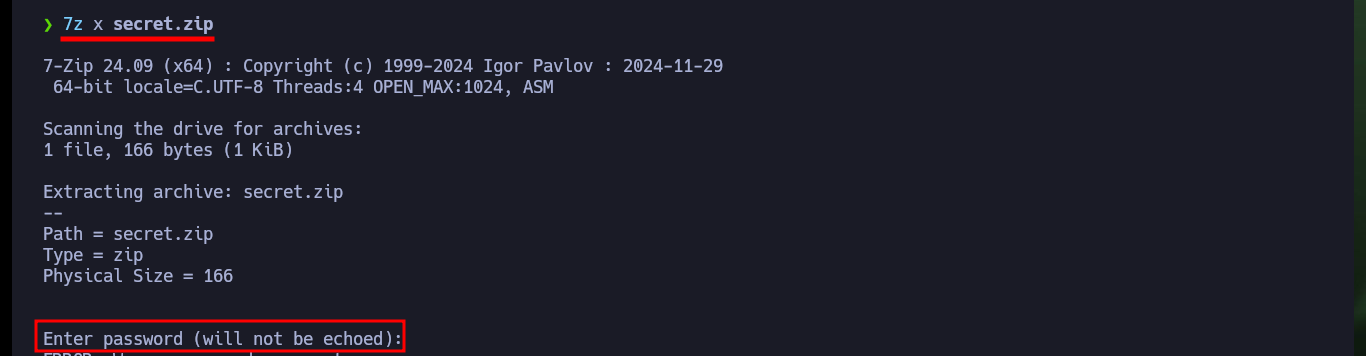 ❯ 7z x secret.zip
7-Zip 24.09 (x64) : Copyright (c) 1999-2024 Igor Pavlov : 2024-11-29
64-bit locale=C.UTF-8 Threads:4 OPEN_MAX:1024, ASM
Scanning the drive for archives:
1 file, 166 bytes (1 KiB)
Extracting archive: secret.zip
--
Path = secret.zip
Type = zip
Physical Size = 166
Enter password (will not be echoed):